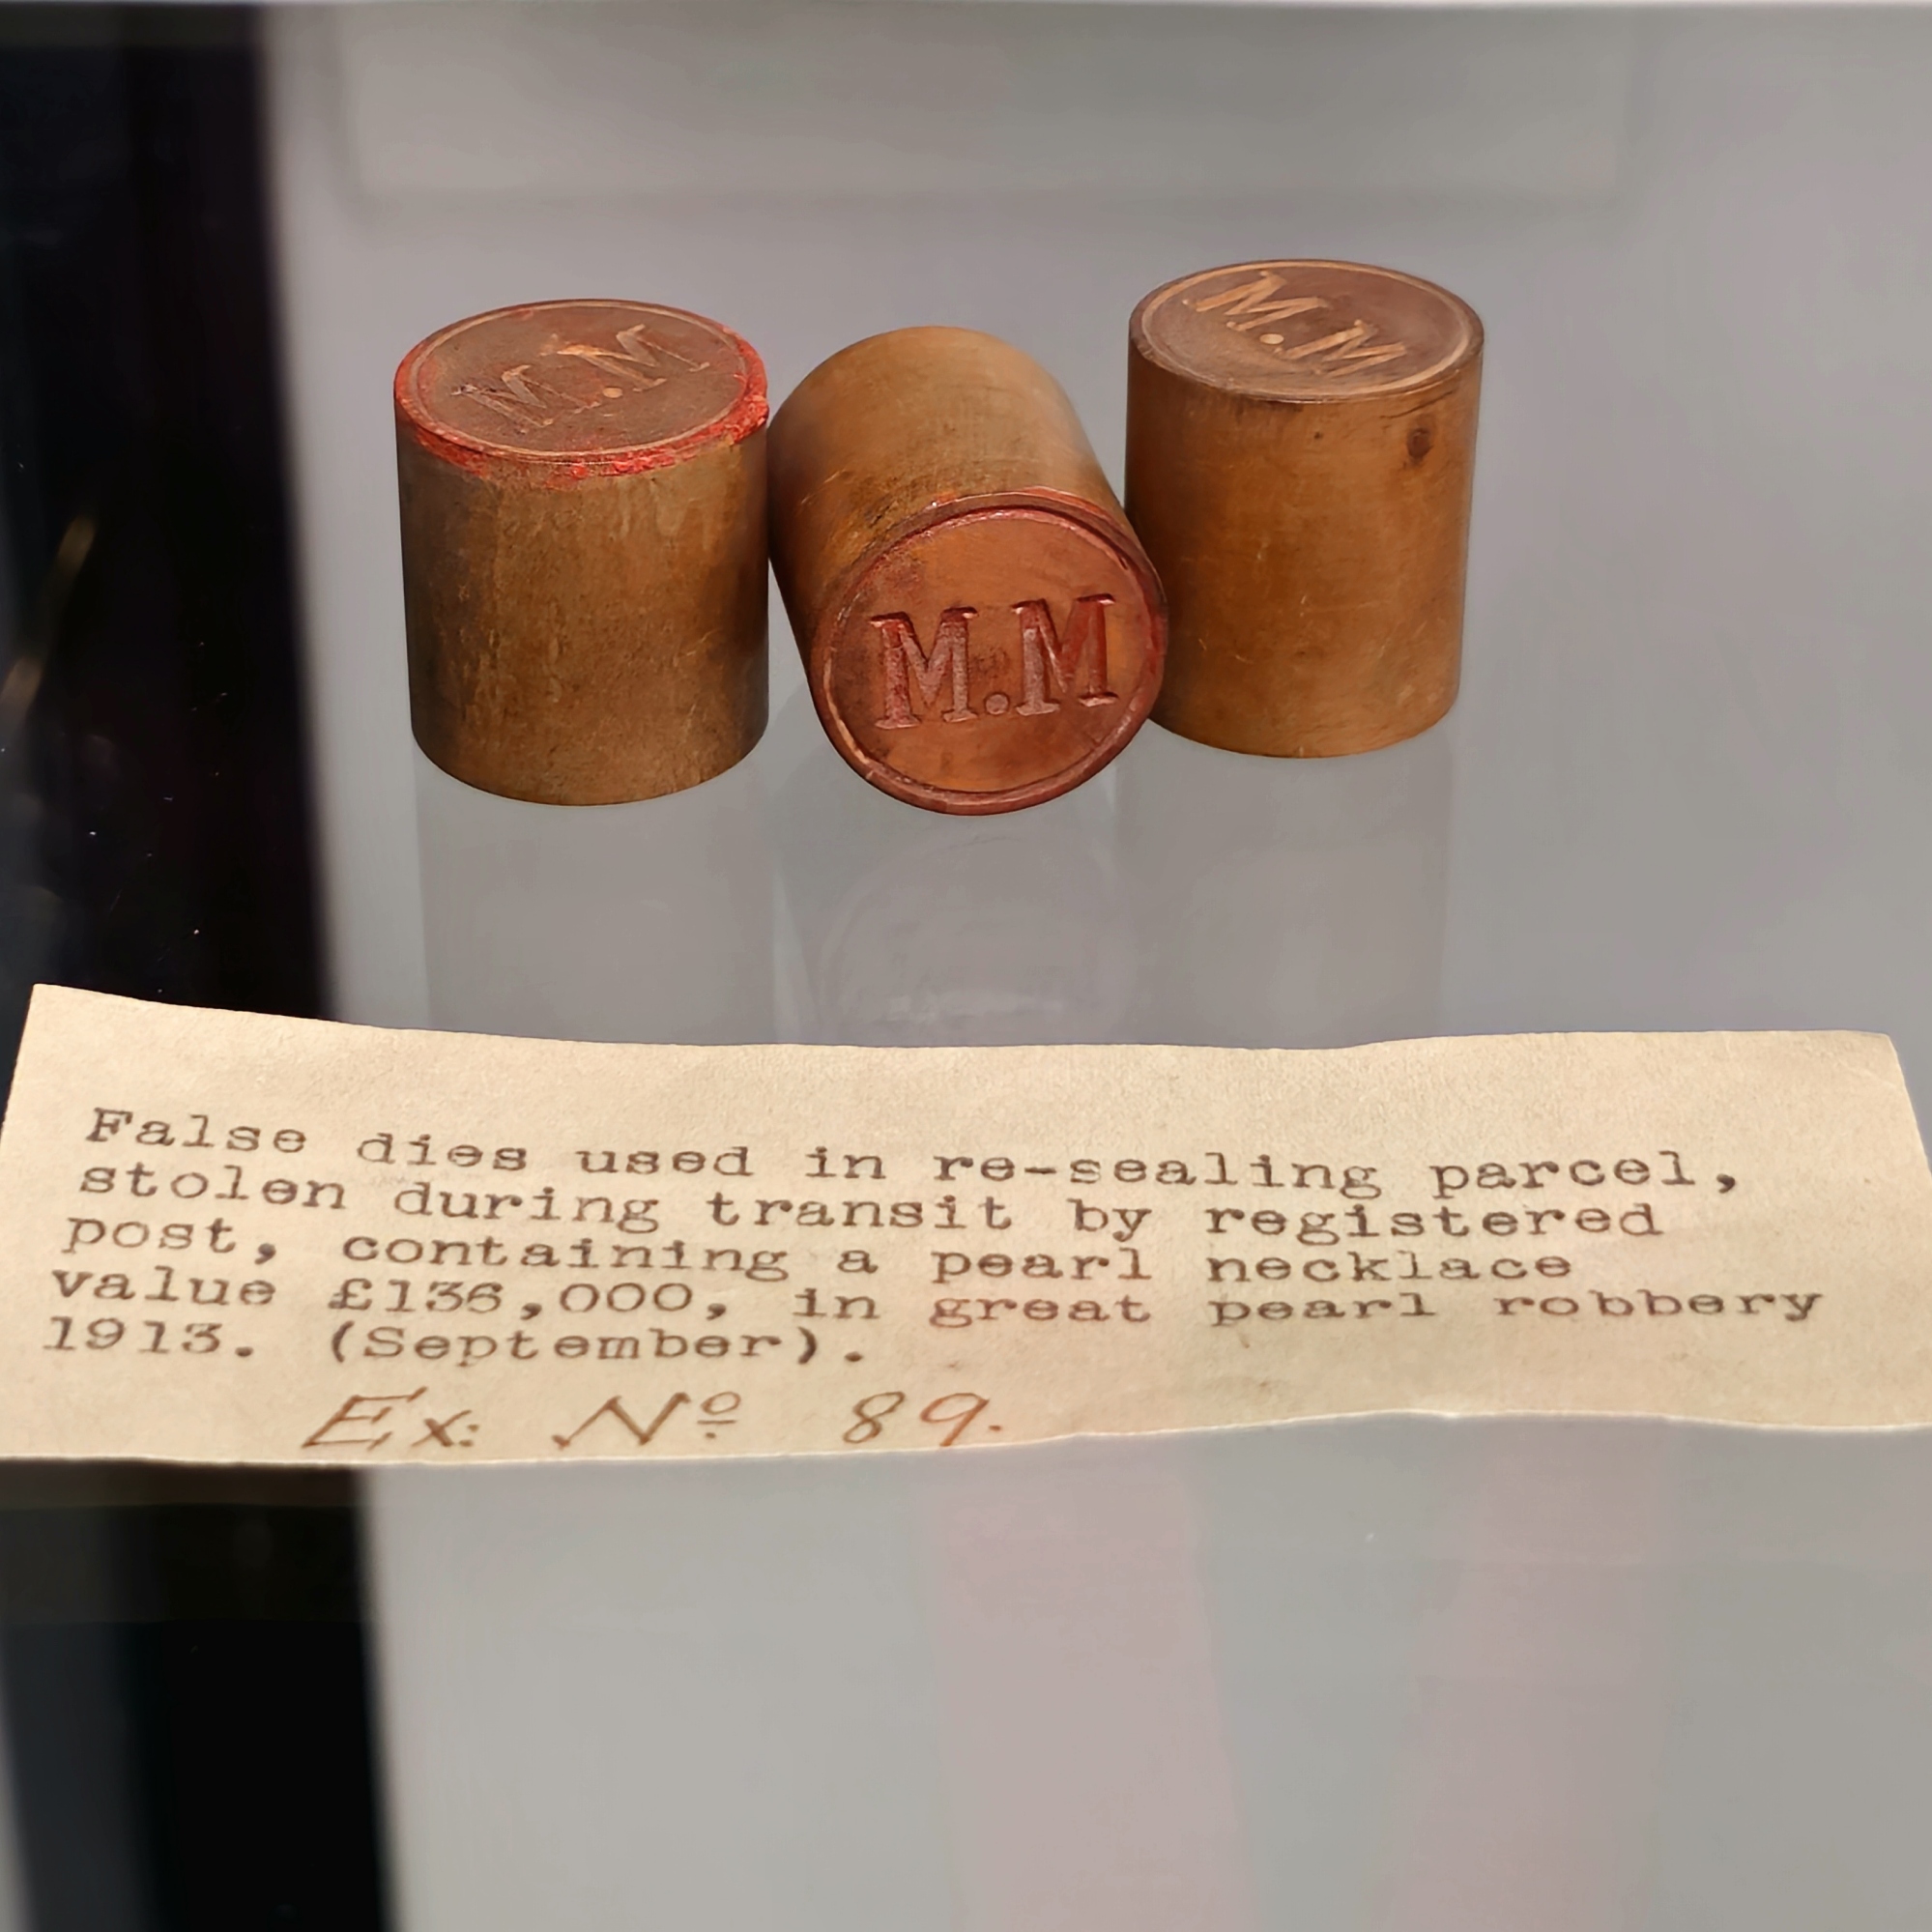 M.M
M.M
M.M
False dies used in re-sealing parcel,
stolen during transit by registered
post, containing a pearl necklace
value £136,000, in great pearl robbery
1913. (September).
Ex: Nº 89.